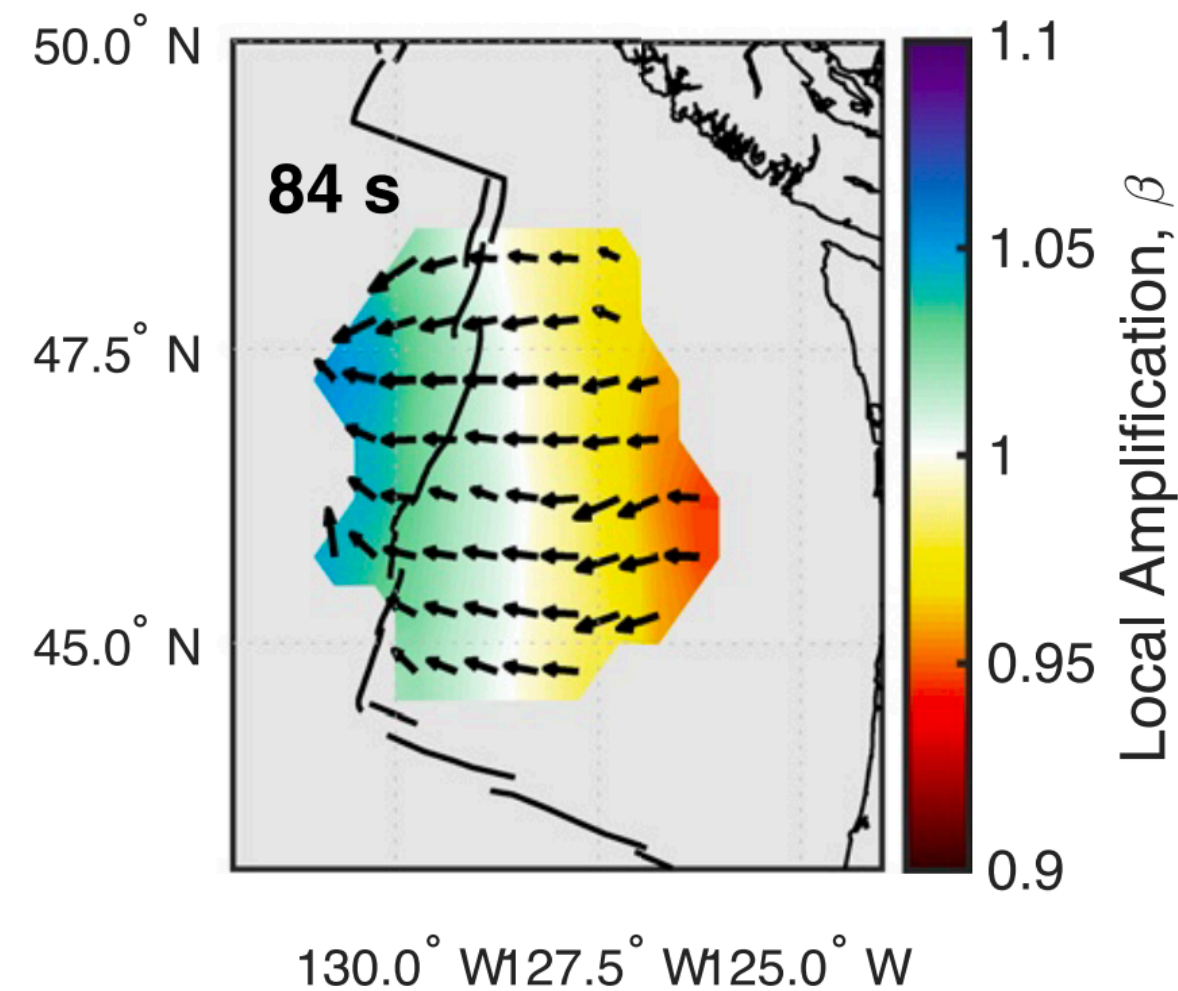 50.0° N
47.5° N
45.0° N
84 s
130.0° W127.5° W125.0° W
1.1
1.05
1
0.95
0.9
Local Amplification, β